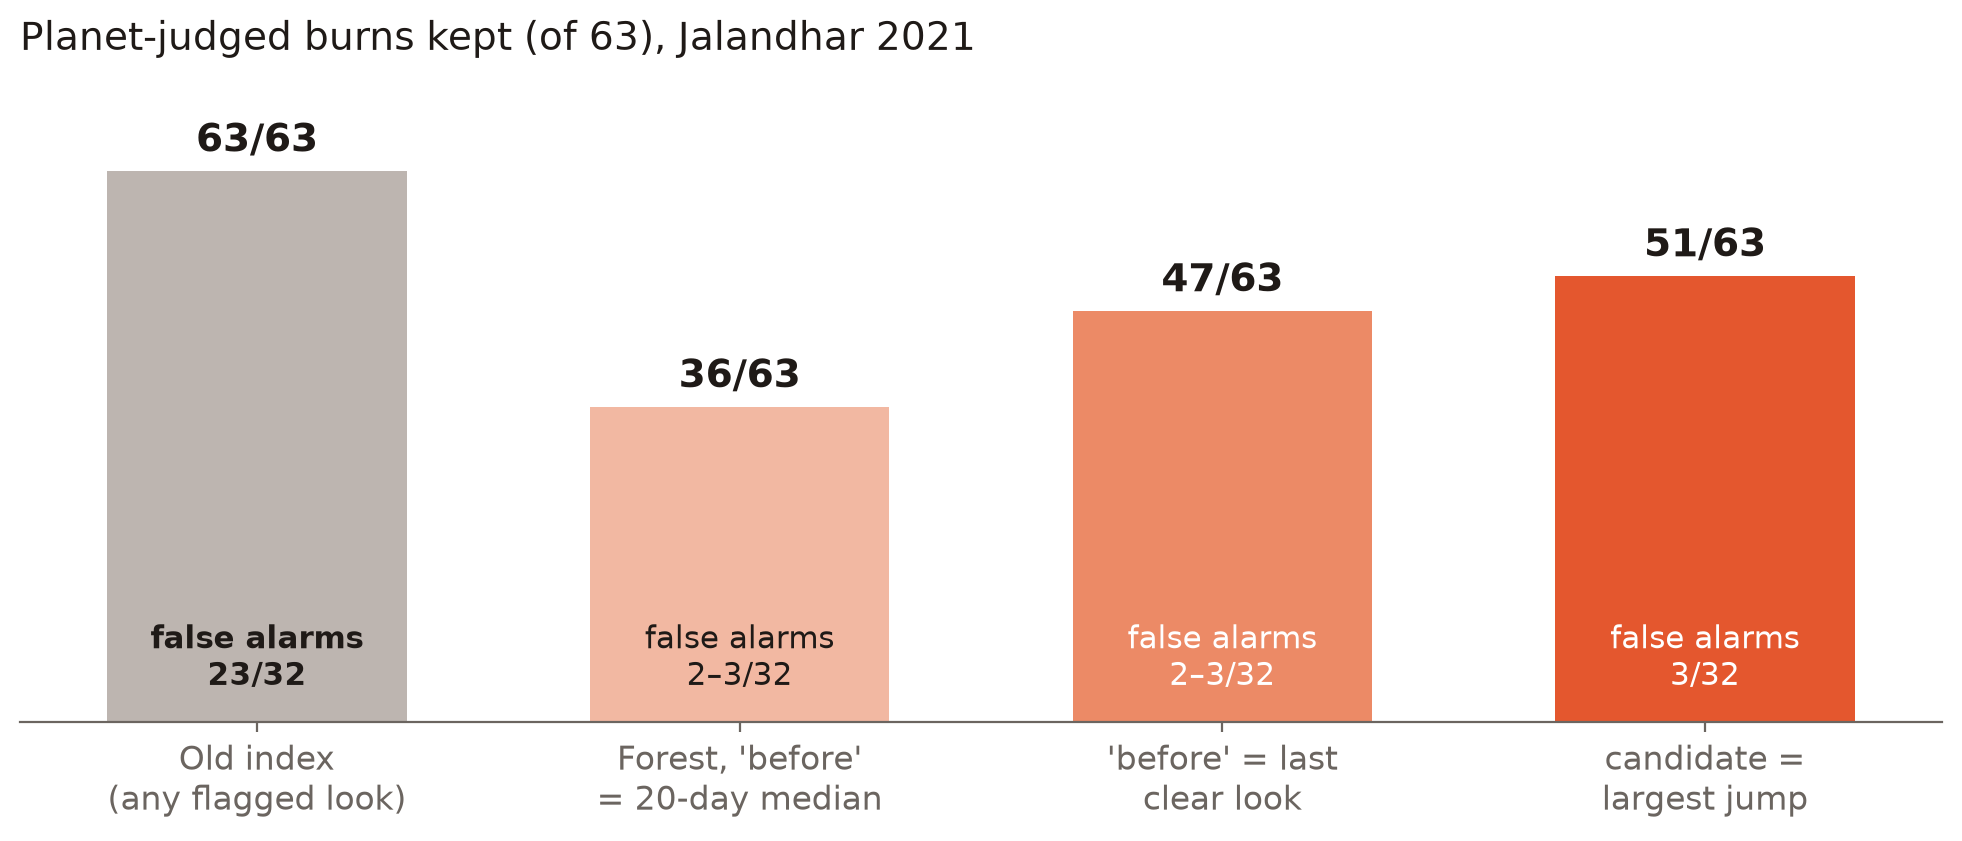 Planet-judged burns kept (of 63), Jalandhar 2021
63/63
36/63
47/63
51/63
false alarms
23/32
false alarms
2–3/32
false alarms
2–3/32
false alarms
3/32
Old index
(any flagged look)
Forest, 'before'
= 20-day median
'before' = last
clear look
candidate =
largest jump